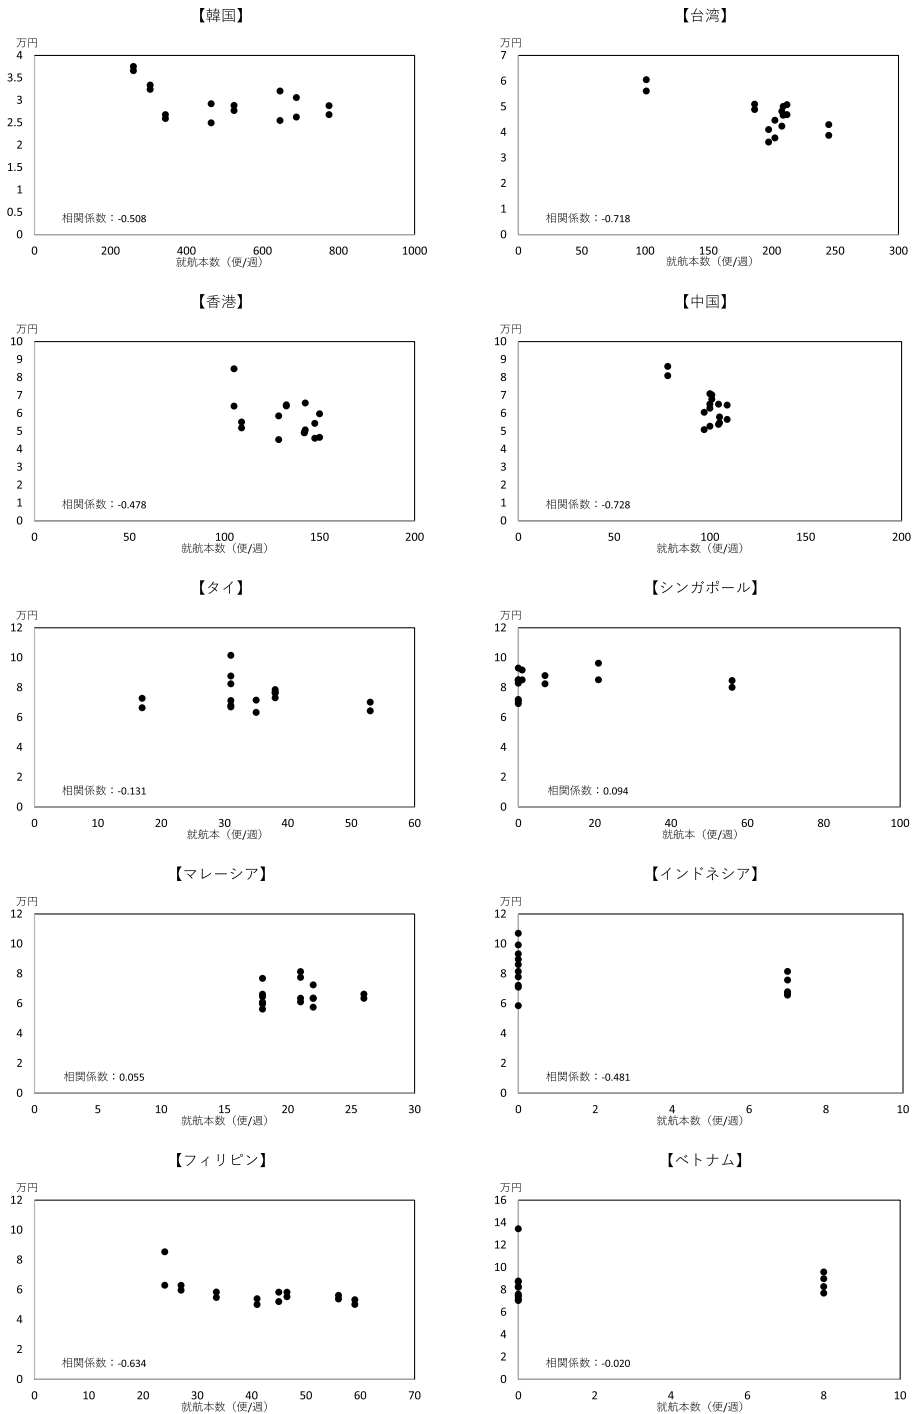 【韓国】
万円
4
3.5
3
2.5
2
1.5
1
0.5
0
相関係数：-0.508
0 200 400 600 800 1000
就航本数（便/週）
【台湾】
万円
7
6
5
4
3
2
1
0
相関係数：-0.718
0 50 100 150 200 250 300
就航本数（便/週）
【香港】
万円
10
9
8
7
6
5
4
3
2
1
0
相関係数：-0.478
0 50 100 150 200
就航本数（便/週）
【中国】
万円
10
9
8
7
6
5
4
3
2
1
0
相関係数：-0.728
0 50 100 150 200
就航本数（便/週）
【タイ】
万円
12
10
8
6
4
2
0
相関係数：-0.131
0 10 20 30 40 50 60
就航本（便/週）
【シンガポール】
万円
12
10
8
6
4
2
0
相関係数：0.094
0 20 40 60 80 100
就航本（便/週）
【マレーシア】
万円
12
10
8
6
4
2
0
相関係数：0.055
0 5 10 15 20 25 30
就航本数（便/週）
【インドネシア】
万円
12
10
8
6
4
2
0
相関係数：-0.481
0 2 4 6 8 10
就航本数（便/週）
【フィリピン】
万円
12
10
8
6
4
2
0
相関係数：-0.634
0 10 20 30 40 50 60 70
就航本数（便/週）
【ベトナム】
万円
16
14
12
10
8
6
4
2
0
相関係数：-0.020
0 2 4 6 8 10
就航本数（便/週）